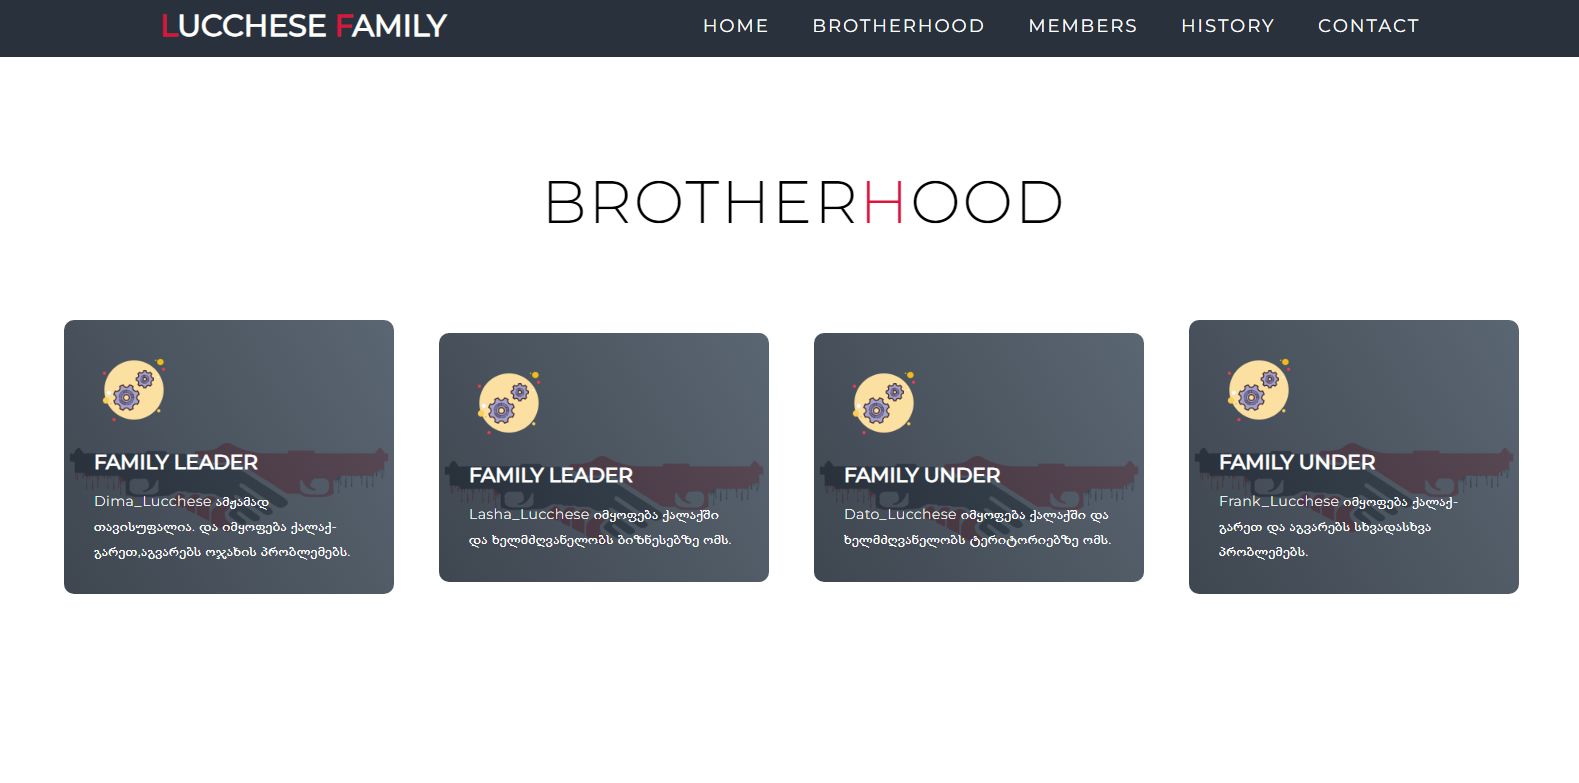 LUCCHESE FAMILY
HOME BROTHERHOOD MEMBERS HISTORY CONTACT
BROTHERHOOD
FAMILY LEADER
Dima_Lucchese ამჟამად
თავისუფალია. და იმყოფება ქალაქ-
გარეთ,აგვარებს ოჯახის პრობლემებს.
FAMILY LEADER
Lasha_Lucchese იმყოფება ქალაქში
და ხელმძღვანელობს ბიზნესებზე ომს.
FAMILY UNDER
Dato_Lucchese იმყოფება ქალაქში და
ხელმძღვანელობს ტერიტორიებზე ომს.
FAMILY UNDER
Frank_Lucchese იმყოფება ქალაქ-
გარეთ და აგვარებს სხვადასხვა
პრობლემებს.